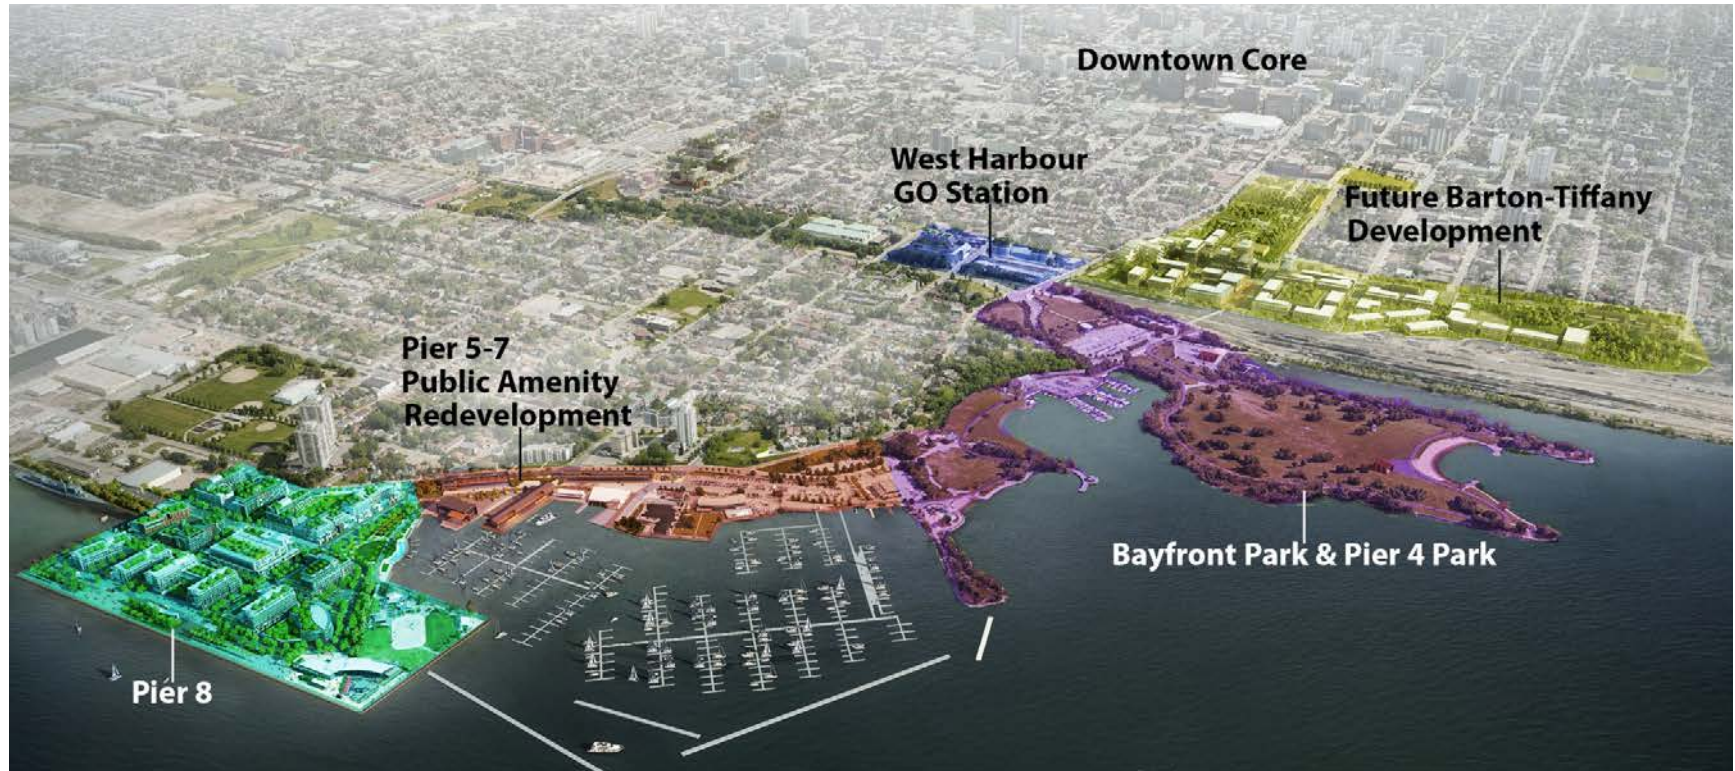 Downtown Core
West Harbour
GO Station
Future Barton-Tiffany
Development
Pier 5-7
Public Amenity
Redevelopment
Bayfront Park & Pier 4 Park
Pier 8